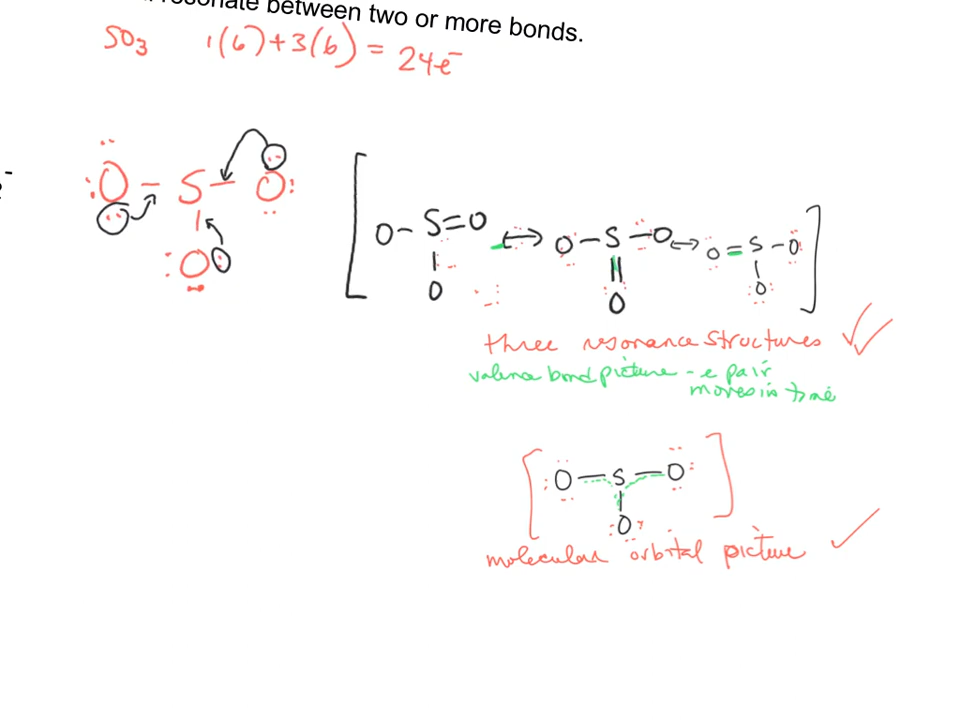 resonate between two or more bonds.
SO3 1(6)+3(6) = 24e-
O - S - O
O
[ O - S = O ↔ O - S - O ↔ O = S - O ]
O O O
three resonance structures
valence bond picture - e pair
moves in time
[ :O - S - O: ]
:O:
molecular orbital picture